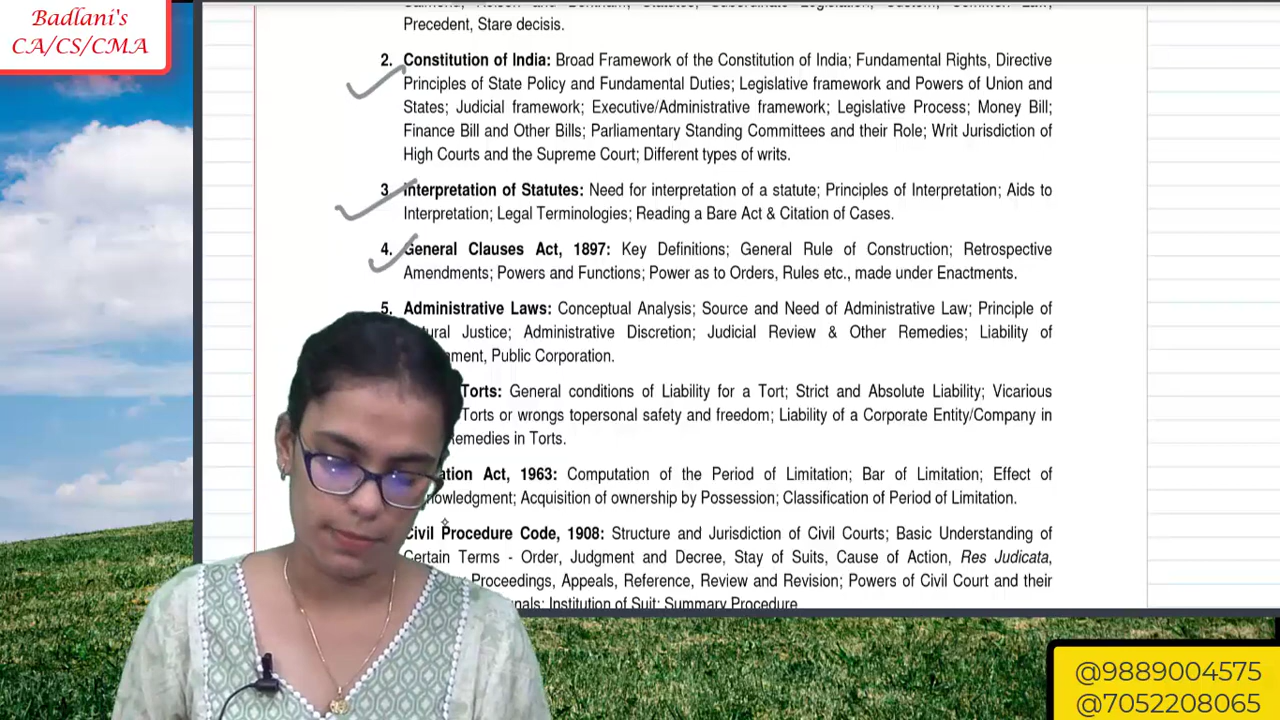 Badlani's
CA/CS/CMA
Precedent, Stare decisis.
2. Constitution of India: Broad Framework of the Constitution of India; Fundamental Rights, Directive
Principles of State Policy and Fundamental Duties; Legislative framework and Powers of Union and
States; Judicial framework; Executive/Administrative framework; Legislative Process; Money Bill;
Finance Bill and Other Bills; Parliamentary Standing Committees and their Role; Writ Jurisdiction of
High Courts and the Supreme Court; Different types of writs.
3 Interpretation of Statutes: Need for interpretation of a statute; Principles of Interpretation; Aids to
Interpretation; Legal Terminologies; Reading a Bare Act & Citation of Cases.
4. General Clauses Act, 1897: Key Definitions; General Rule of Construction; Retrospective
Amendments; Powers and Functions; Power as to Orders, Rules etc., made under Enactments.
5. Administrative Laws: Conceptual Analysis; Source and Need of Administrative Law; Principle of
Justice; Administrative Discretion; Judicial Review & Other Remedies; Liability of
Public Corporation.
Torts: General conditions of Liability for a Tort; Strict and Absolute Liability; Vicarious
Torts or wrongs topersonal safety and freedom; Liability of a Corporate Entity/Company in
Remedies in Torts.
Act, 1963: Computation of the Period of Limitation; Bar of Limitation; Effect of
Acquisition of ownership by Possession; Classification of Period of Limitation.
Civil Procedure Code, 1908: Structure and Jurisdiction of Civil Courts; Basic Understanding of
Certain Terms - Order, Judgment and Decree, Stay of Suits, Cause of Action, Res Judicata,
Proceedings, Appeals, Reference, Review and Revision; Powers of Civil Court and their
Institution of Suit; Summary Procedure
@9889004575
@7052208065